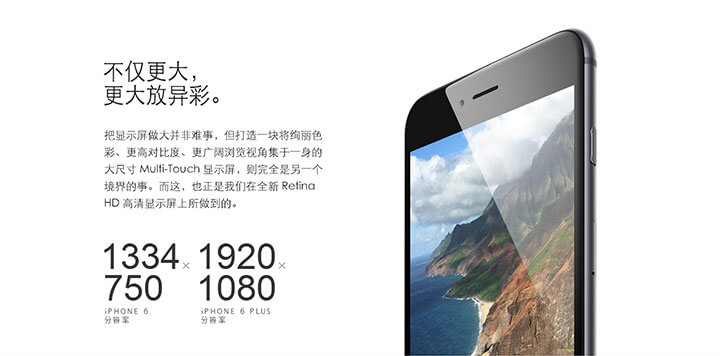 不仅更大，
更大放异彩。
把显示屏做大并非难事，但打造一块将绚丽色
彩、更高对比度、更广阔浏览视角集于一身的
大尺寸 Multi-Touch 显示屏，则完全是另一个
境界的事。而这，也正是我们在全新 Retina
HD 高清显示屏上所做到的。
1334 ×
750
iPHONE 6
分辨率
1920 ×
1080
iPHONE 6 PLUS
分辨率